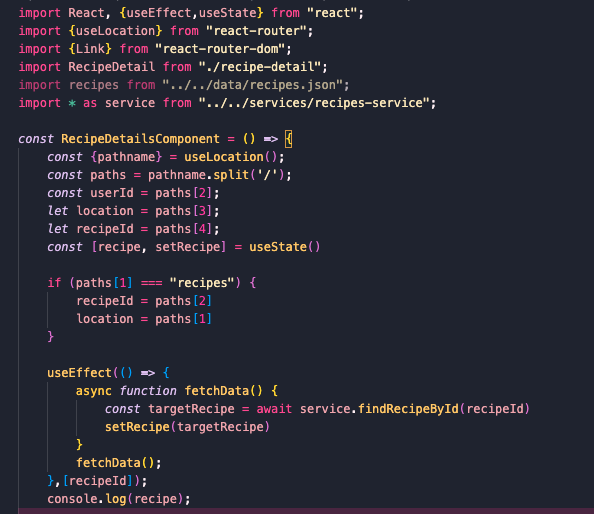 import React, {useEffect,useState} from "react";
import {useLocation} from "react-router";
import {Link} from "react-router-dom";
import RecipeDetail from "./recipe-detail";
import recipes from "../../data/recipes.json";
import * as service from "../../services/recipes-service";
const RecipeDetailsComponent = () => {
const {pathname} = useLocation();
const paths = pathname.split('/');
const userId = paths[2];
let location = paths[3];
let recipeId = paths[4];
const [recipe, setRecipe] = useState()
if (paths[1] === "recipes") {
recipeId = paths[2]
location = paths[1]
}
useEffect(() => {
async function fetchData() {
const targetRecipe = await service.findRecipeById(recipeId)
setRecipe(targetRecipe)
}
fetchData();
},[recipeId]);
console.log(recipe);